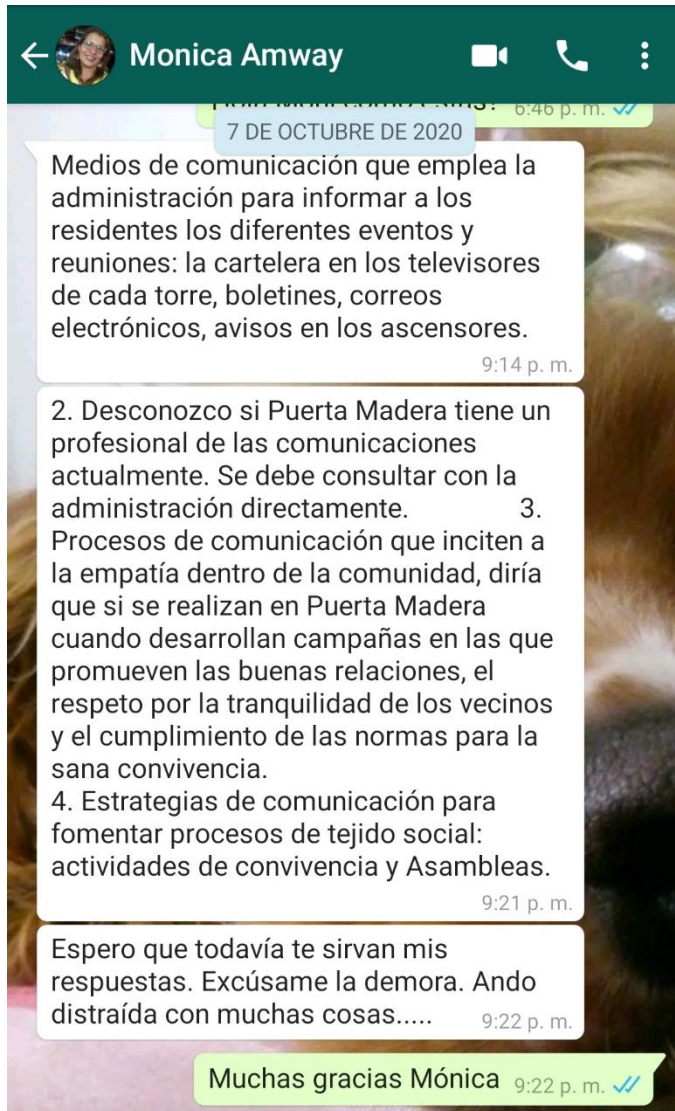 Monica Amway
6:46 p. m.
7 DE OCTUBRE DE 2020
Medios de comunicación que emplea la
administración para informar a los
residentes los diferentes eventos y
reuniones: la cartelera en los televisores
de cada torre, boletines, correos
electrónicos, avisos en los ascensores.
9:14 p. m.
2. Desconozco si Puerta Madera tiene un
profesional de las comunicaciones
actualmente. Se debe consultar con la
administración directamente. 3.
Procesos de comunicación que inciten a
la empatía dentro de la comunidad, diría
que si se realizan en Puerta Madera
cuando desarrollan campañas en las que
promueven las buenas relaciones, el
respeto por la tranquilidad de los vecinos
y el cumplimiento de las normas para la
sana convivencia.
4. Estrategias de comunicación para
fomentar procesos de tejido social:
actividades de convivencia y Asambleas.
9:21 p. m.
Espero que todavía te sirvan mis
respuestas. Excúsame la demora. Ando
distraída con muchas cosas..... 9:22 p. m.
Muchas gracias Mónica 9:22 p. m.